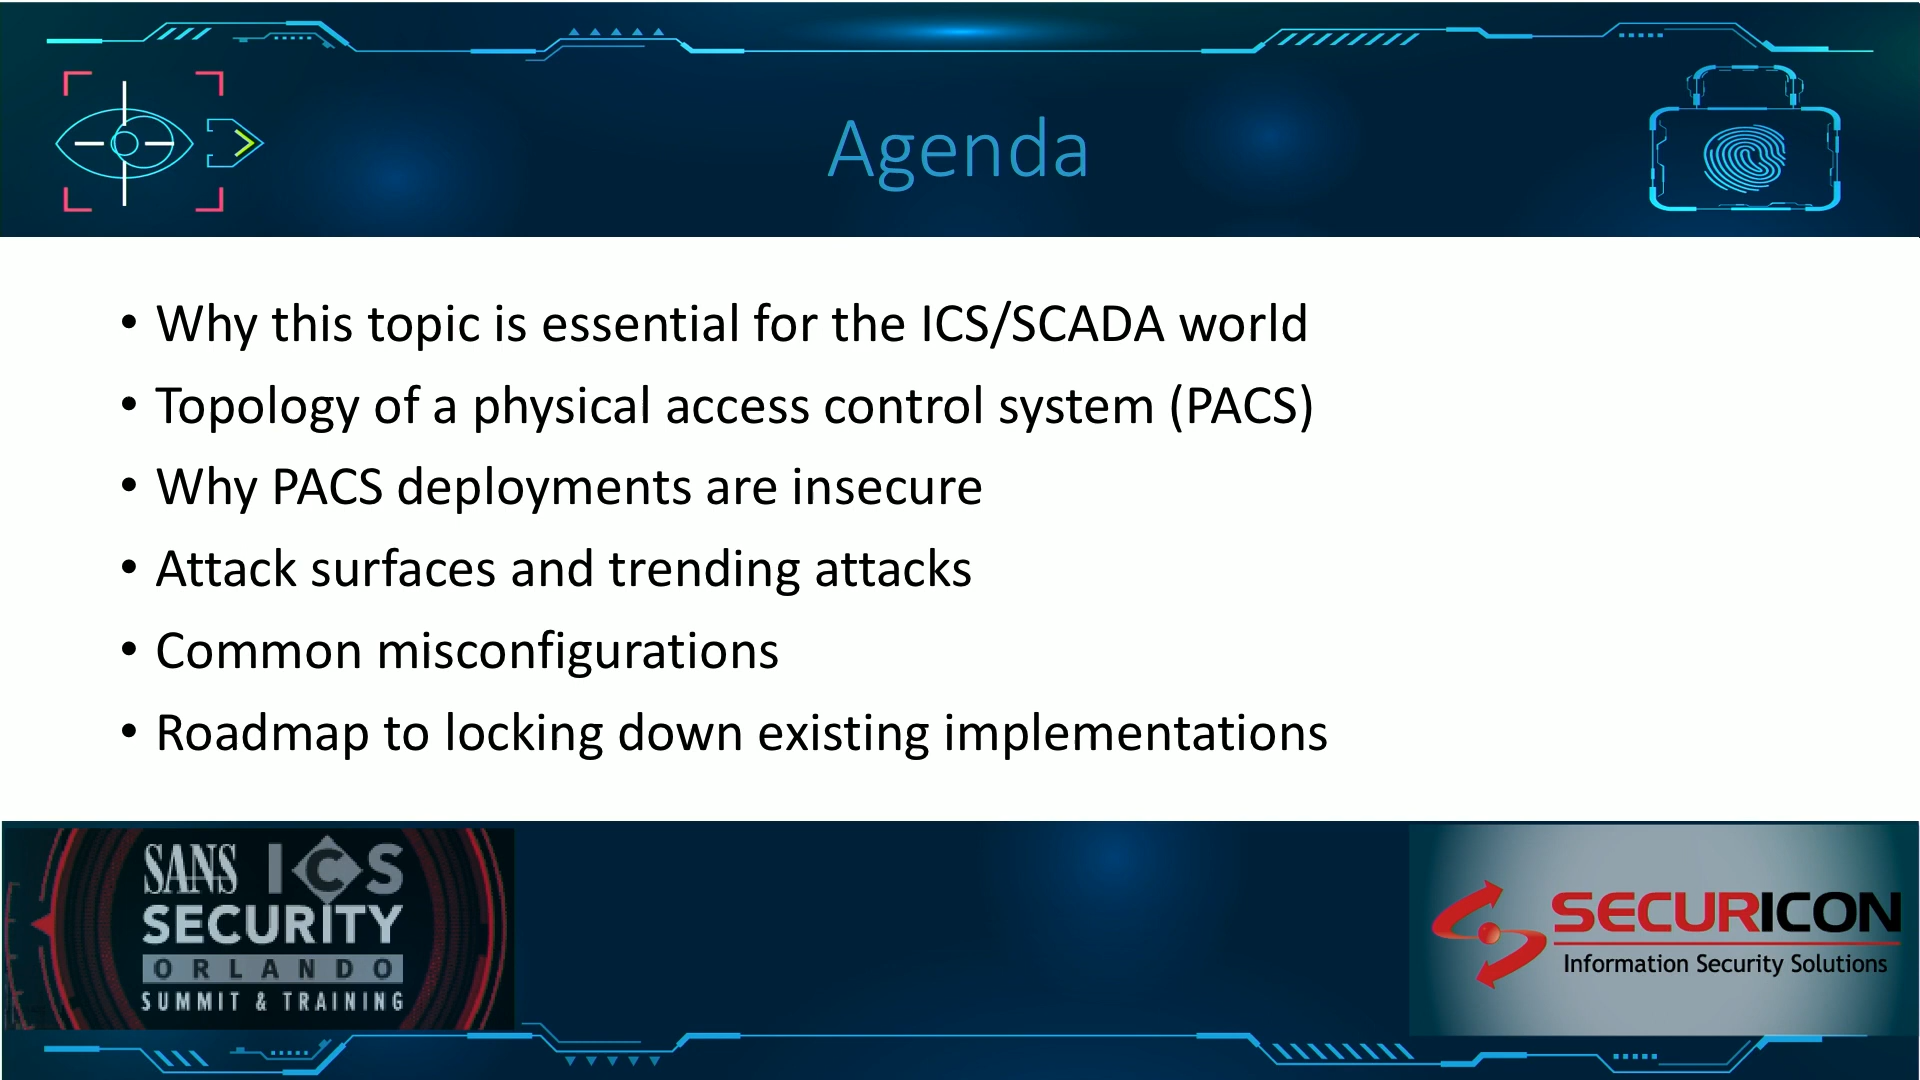 Agenda
• Why this topic is essential for the ICS/SCADA world
• Topology of a physical access control system (PACS)
• Why PACS deployments are insecure
• Attack surfaces and trending attacks
• Common misconfigurations
• Roadmap to locking down existing implementations
SANS ICS
SECURITY
ORLANDO
SUMMIT & TRAINING
SECURICON
Information Security Solutions